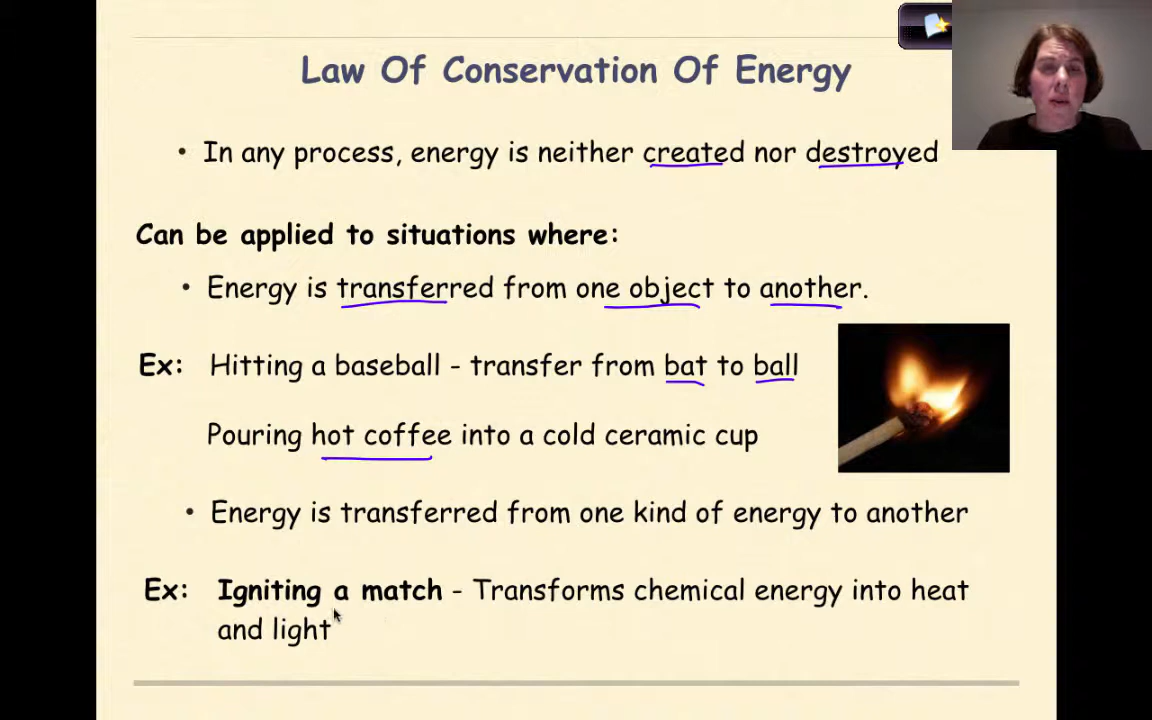 Law Of Conservation Of Energy
• In any process, energy is neither created nor destroyed
Can be applied to situations where:
• Energy is transferred from one object to another.
Ex: Hitting a baseball - transfer from bat to ball
Pouring hot coffee into a cold ceramic cup
• Energy is transferred from one kind of energy to another
Ex: Igniting a match - Transforms chemical energy into heat
and light